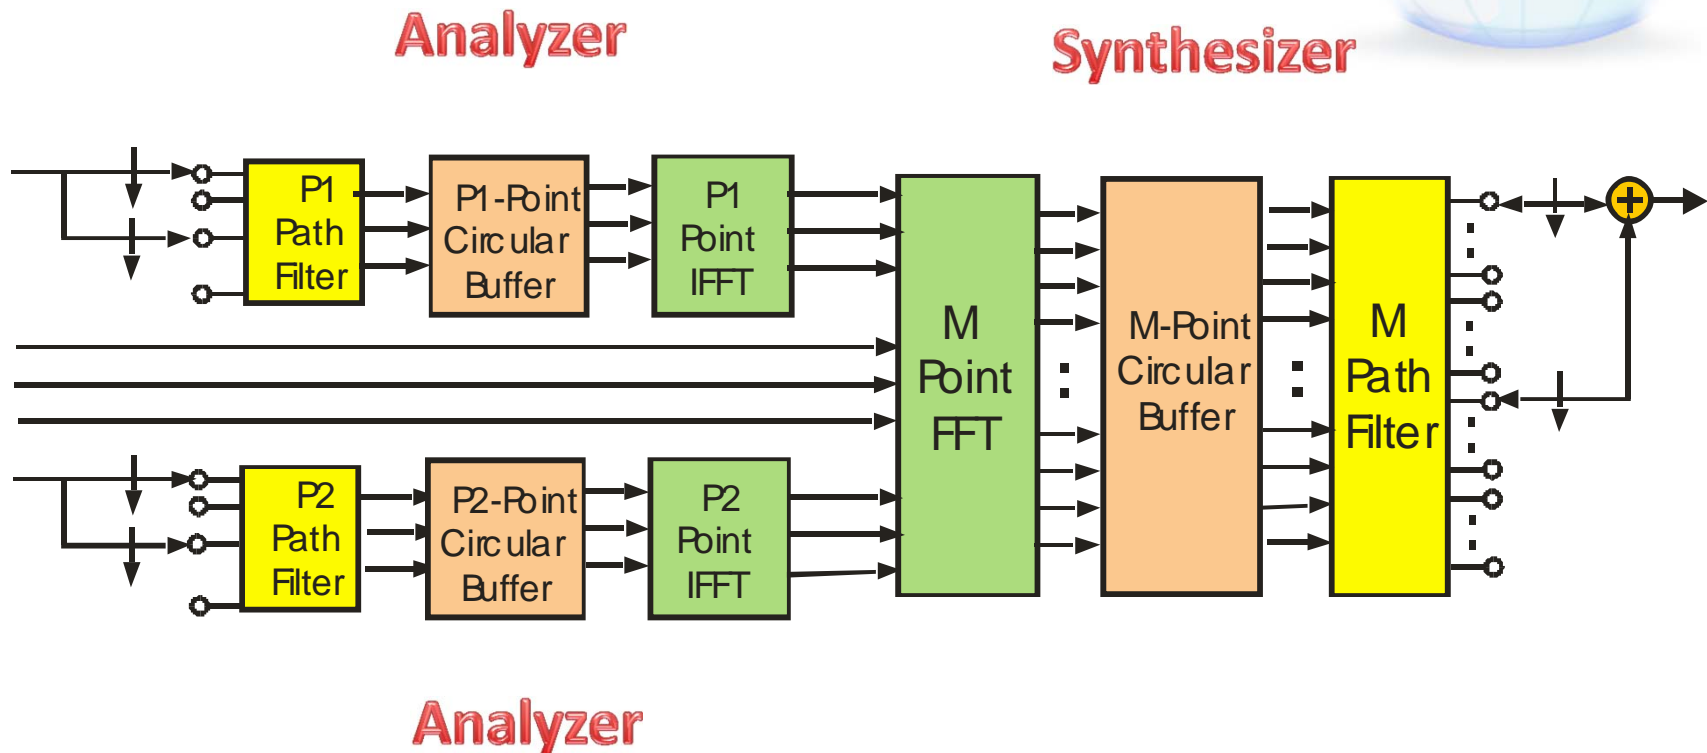 Analyzer
Synthesizer
P1
Path
Filter
P1-Point
Circular
Buffer
P1
Point
IFFT
M
Point
FFT
M-Point
Circular
Buffer
M
Path
Filter
P2
Path
Filter
P2-Point
Circular
Buffer
P2
Point
IFFT
Analyzer